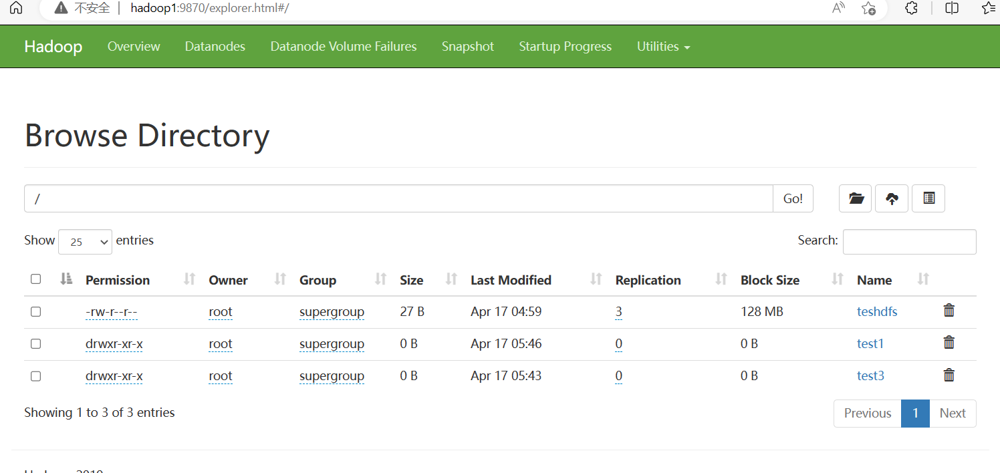 不安全 | hadoop1:9870/explorer.html#/
Hadoop Overview Datanodes Datanode Volume Failures Snapshot Startup Progress Utilities
Browse Directory
/ Go!
Show 25 entries Search:
Permission Owner Group Size Last Modified Replication Block Size Name
-rw-r--r-- root supergroup 27 B Apr 17 04:59 3 128 MB teshdfs
drwxr-xr-x root supergroup 0 B Apr 17 05:46 0 0 B test1
drwxr-xr-x root supergroup 0 B Apr 17 05:43 0 0 B test3
Showing 1 to 3 of 3 entries Previous 1 Next